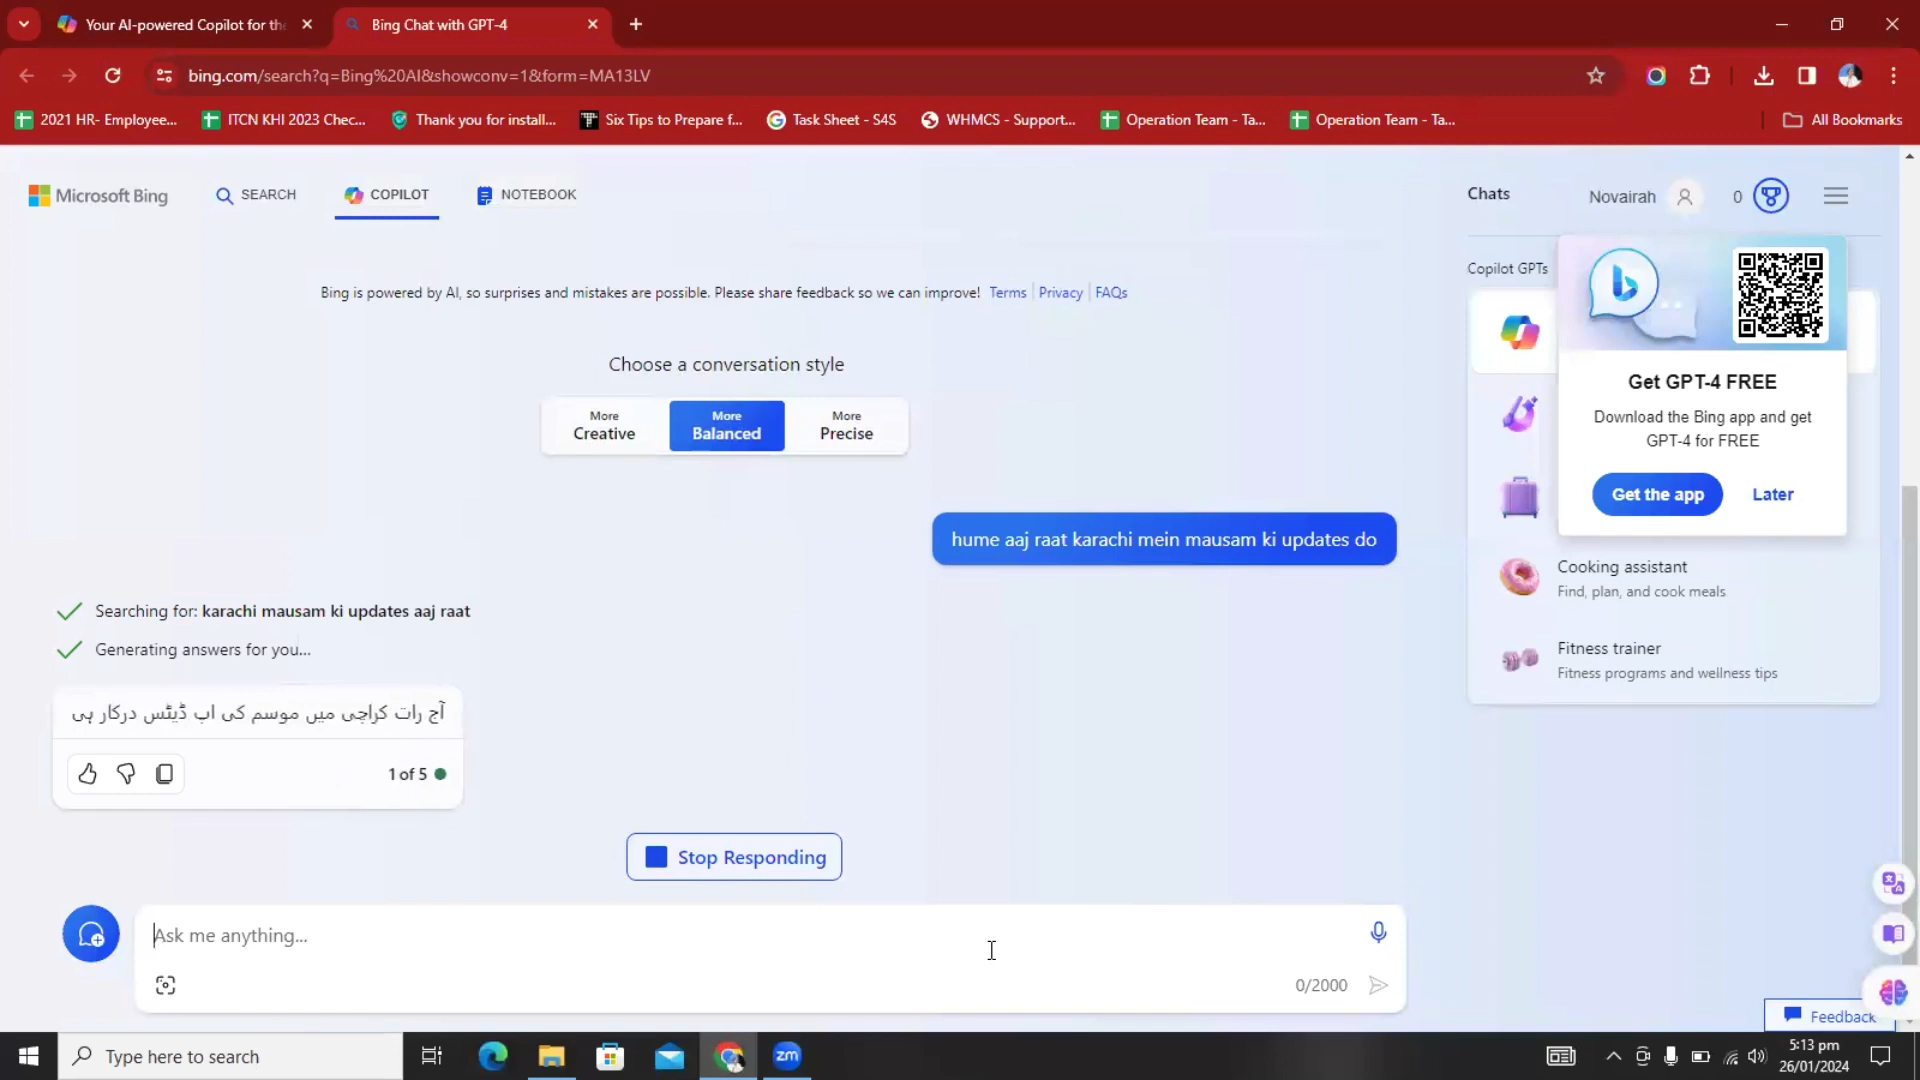 Your AI-powered Copilot for the
Bing Chat with GPT-4
bing.com/search?q=Bing%20AI&showconv=1&form=MA13LV
2021 HR- Employee...
ITCN KHI 2023 Chec...
Thank you for install...
Six Tips to Prepare f...
Task Sheet - S4S
WHMCS - Support...
Operation Team - Ta...
Operation Team - Ta...
All Bookmarks
Microsoft Bing
SEARCH
COPILOT
NOTEBOOK
Chats
Novairah
0
Bing is powered by AI, so surprises and mistakes are possible. Please share feedback so we can improve! Terms Privacy FAQs
Choose a conversation style
More
Creative
More
Balanced
More
Precise
hume aaj raat karachi mein mausam ki updates do
Searching for: karachi mausam ki updates aaj raat
Generating answers for you...
آج رات کراچی میں موسم کی اپ ڈیٹس درکار ہی
1 of 5
Stop Responding
Ask me anything...
0/2000
Copilot GPTs
Get GPT-4 FREE
Download the Bing app and get
GPT-4 for FREE
Get the app
Later
Cooking assistant
Find, plan, and cook meals
Fitness trainer
Fitness programs and wellness tips
Feedback
Type here to search
zm
5:13 pm
26/01/2024